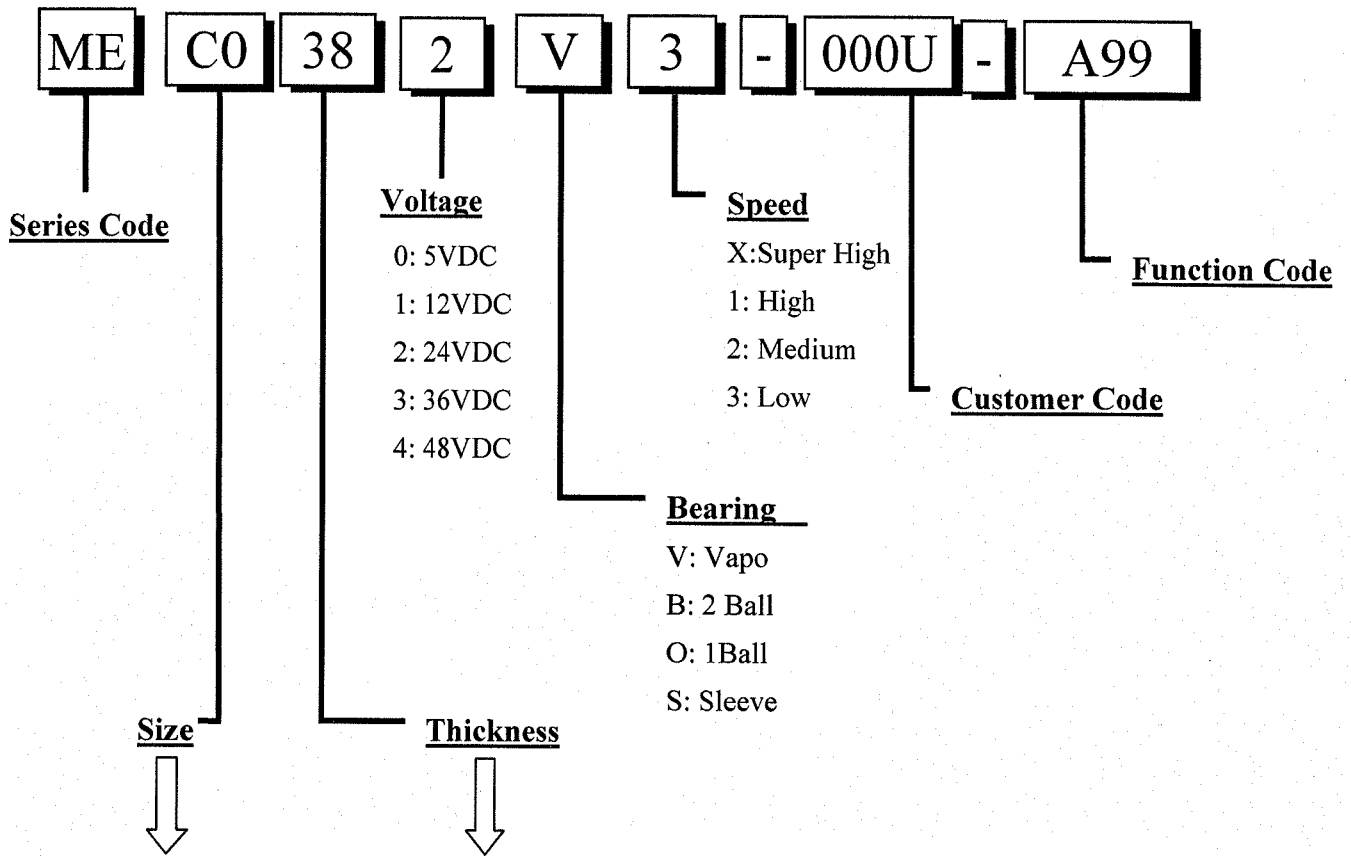 ME C0 38 2 V 3 - 000U - A99
Series Code
Voltage
0: 5VDC
1: 12VDC
2: 24VDC
3: 36VDC
4: 48VDC
Speed
X:Super High
1: High
2: Medium
3: Low
Function Code
Customer Code
Bearing
V: Vapo
B: 2 Ball
O: 1Ball
S: Sleeve
Size
Thickness